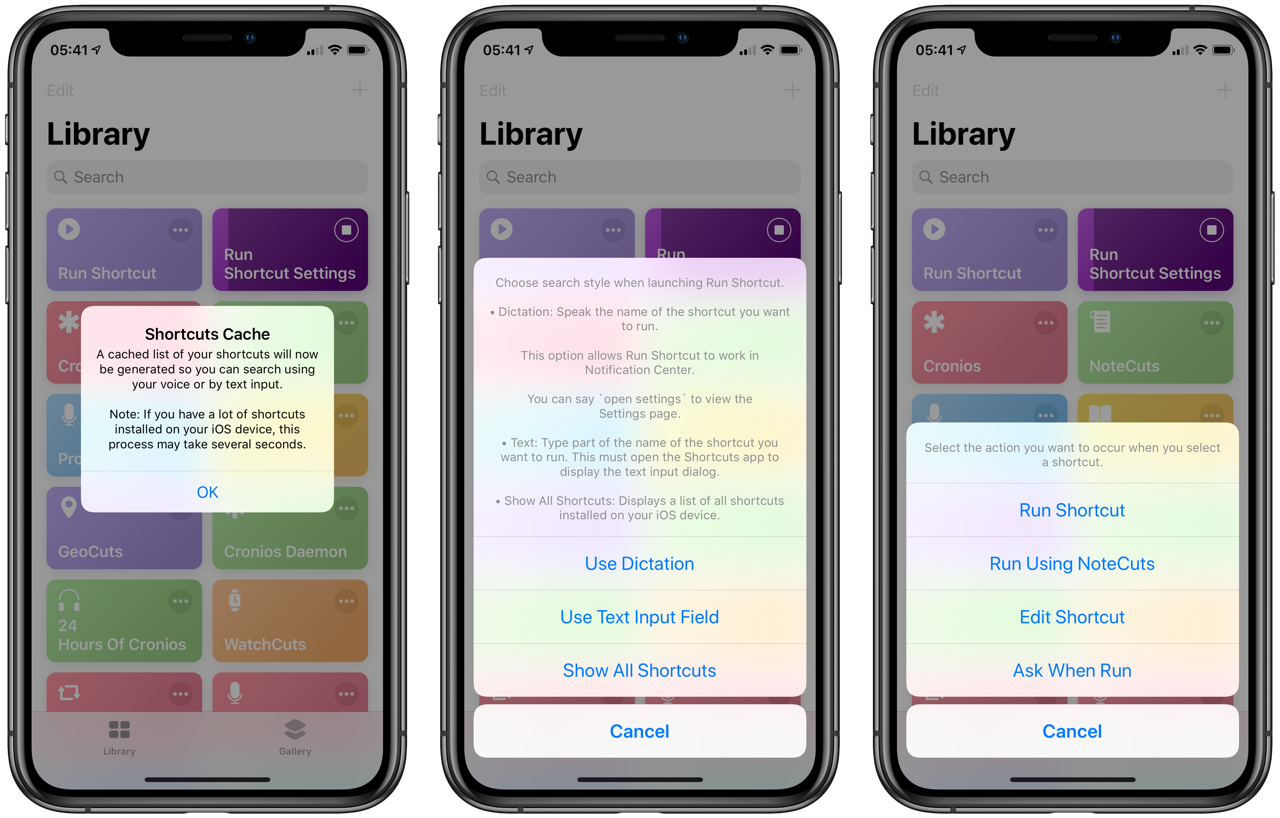 05:41
Edit
Library
Search
Run Shortcut
Run
Shortcut Settings
Cro
Shortcuts Cache
A cached list of your shortcuts will now
be generated so you can search using
your voice or by text input.
Note: If you have a lot of shortcuts
installed on your iOS device, this
process may take several seconds.
OK
Pro
GeoCuts
Cronios Daemon
24
Hours Of Cronios
WatchCuts
Library
Gallery
05:41
Edit
Library
Search
Run
Choose search style when launching Run Shortcut.
• Dictation: Speak the name of the shortcut you want
to run.
This option allows Run Shortcut to work in
Notification Center.
You can say `open settings` to view the
Settings page.
• Text: Type part of the name of the shortcut you
want to run. This must open the Shortcuts app to
display the text input dialog.
• Show All Shortcuts: Displays a list of all shortcuts
installed on your iOS device.
Use Dictation
Use Text Input Field
Show All Shortcuts
Cancel
05:41
Edit
Library
Search
Run Shortcut
Run
Shortcut Settings
Cronios
NoteCuts
Select the action you want to occur when you select
a shortcut.
Run Shortcut
Run Using NoteCuts
Edit Shortcut
Ask When Run
Cancel